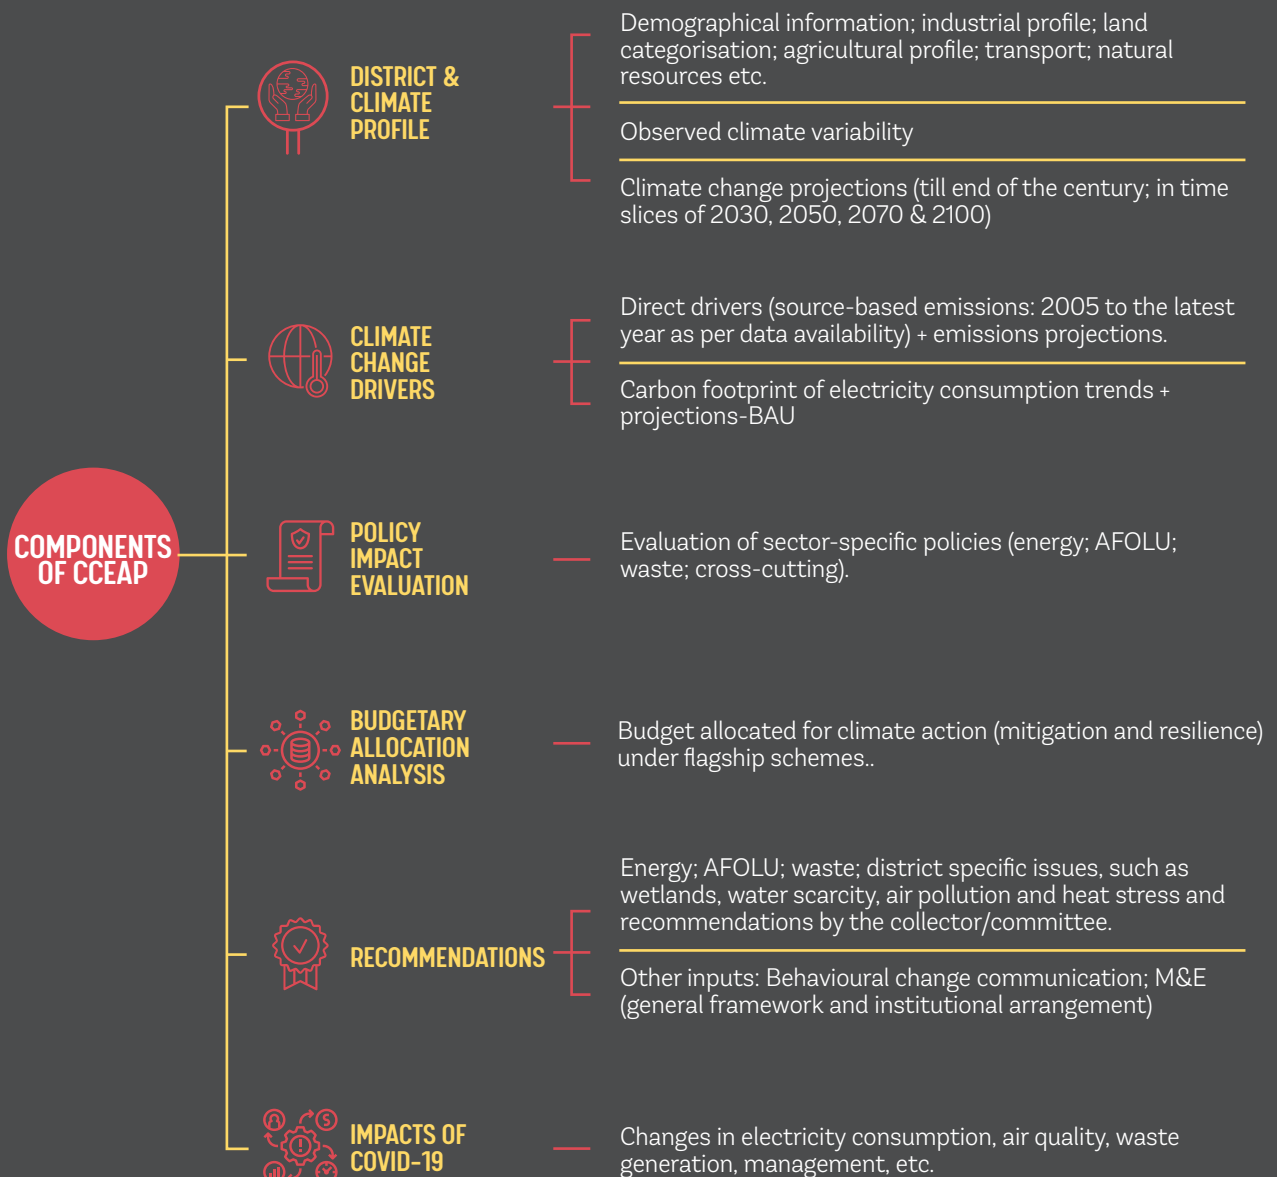 COMPONENTS
OF CCEAP
DISTRICT &
CLIMATE
PROFILE
Demographical information; industrial profile; land
categorisation; agricultural profile; transport; natural
resources etc.
Observed climate variability
Climate change projections (till end of the century; in time
slices of 2030, 2050, 2070 & 2100)
CLIMATE
CHANGE
DRIVERS
Direct drivers (source-based emissions: 2005 to the latest
year as per data availability) + emissions projections.
Carbon footprint of electricity consumption trends +
projections-BAU
POLICY
IMPACT
EVALUATION
Evaluation of sector-specific policies (energy; AFOLU;
waste; cross-cutting).
BUDGETARY
ALLOCATION
ANALYSIS
Budget allocated for climate action (mitigation and resilience)
under flagship schemes..
RECOMMENDATIONS
Energy; AFOLU; waste; district specific issues, such as
wetlands, water scarcity, air pollution and heat stress and
recommendations by the collector/committee.
Other inputs: Behavioural change communication; M&E
(general framework and institutional arrangement)
IMPACTS OF
COVID-19
Changes in electricity consumption, air quality, waste
generation, management, etc.